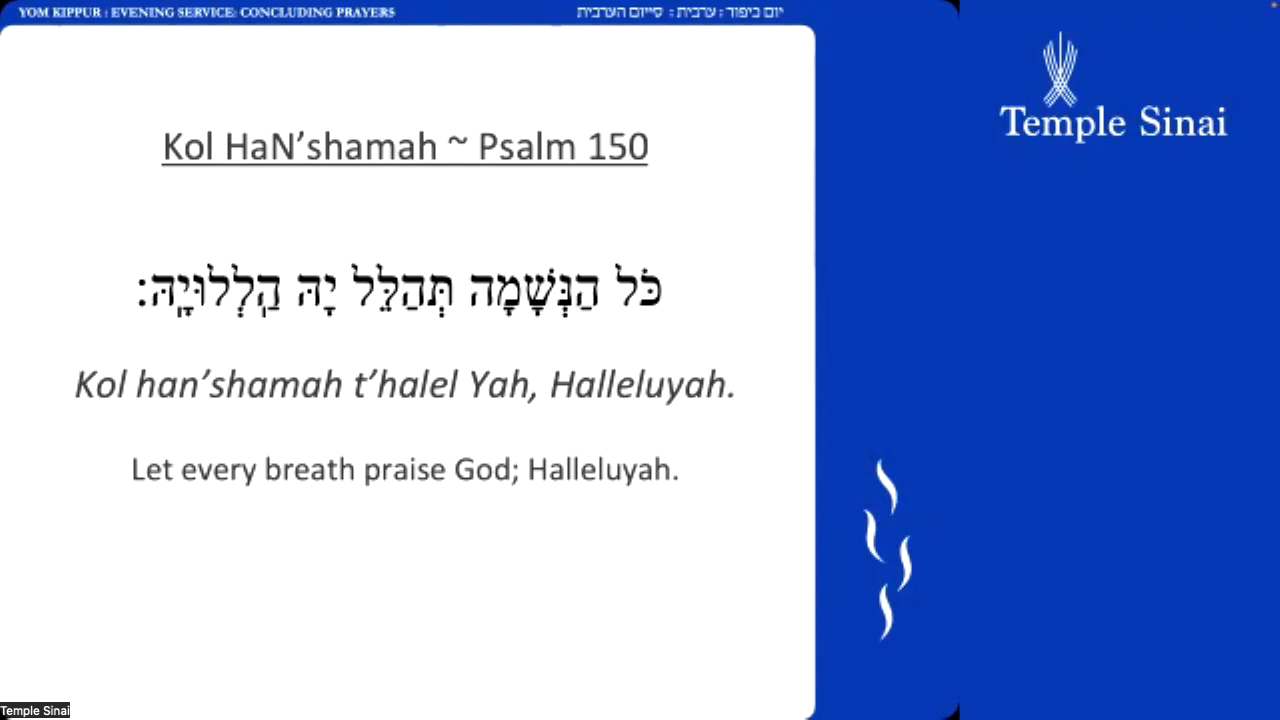 YOM KIPPUR : EVENING SERVICE: CONCLUDING PRAYERS
יום כיפור : ערבית : סייום הערבית
Temple Sinai
Kol HaN’shamah ~ Psalm 150
כֹּל הַנְּשָׁמָה תְּהַלֵּל יָהּ הַֽלְלוּיָֽהּ:
Kol han’shamah t’halel Yah, Halleluyah.
Let every breath praise God; Halleluyah.
Temple Sinai